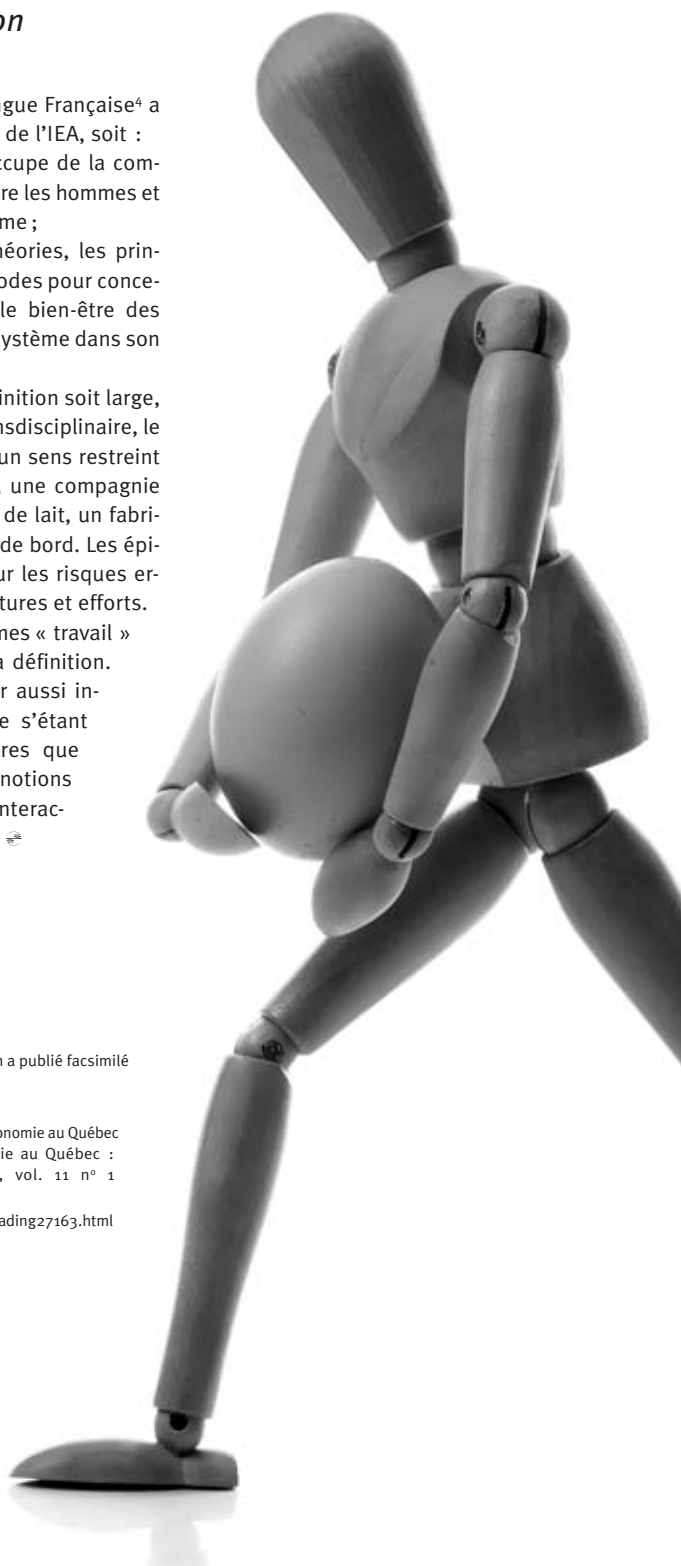 on
ngue Française⁴ a
de l’IEA, soit :
ccupe de la com-
re les hommes et
me ;
héories, les prin-
odes pour conce-
le bien-être des
système dans son
inition soit large,
nsdisciplinaire, le
un sens restreint
une compagnie
de lait, un fabri-
de bord. Les épi-
ur les risques er-
tures et efforts.
mes « travail »
a définition.
r aussi in-
e s’étant
res que
notions
nterac-
n a publié facsimilé
onomie au Québec
ie au Québec :
, vol. 11 nº 1
ading27163.html